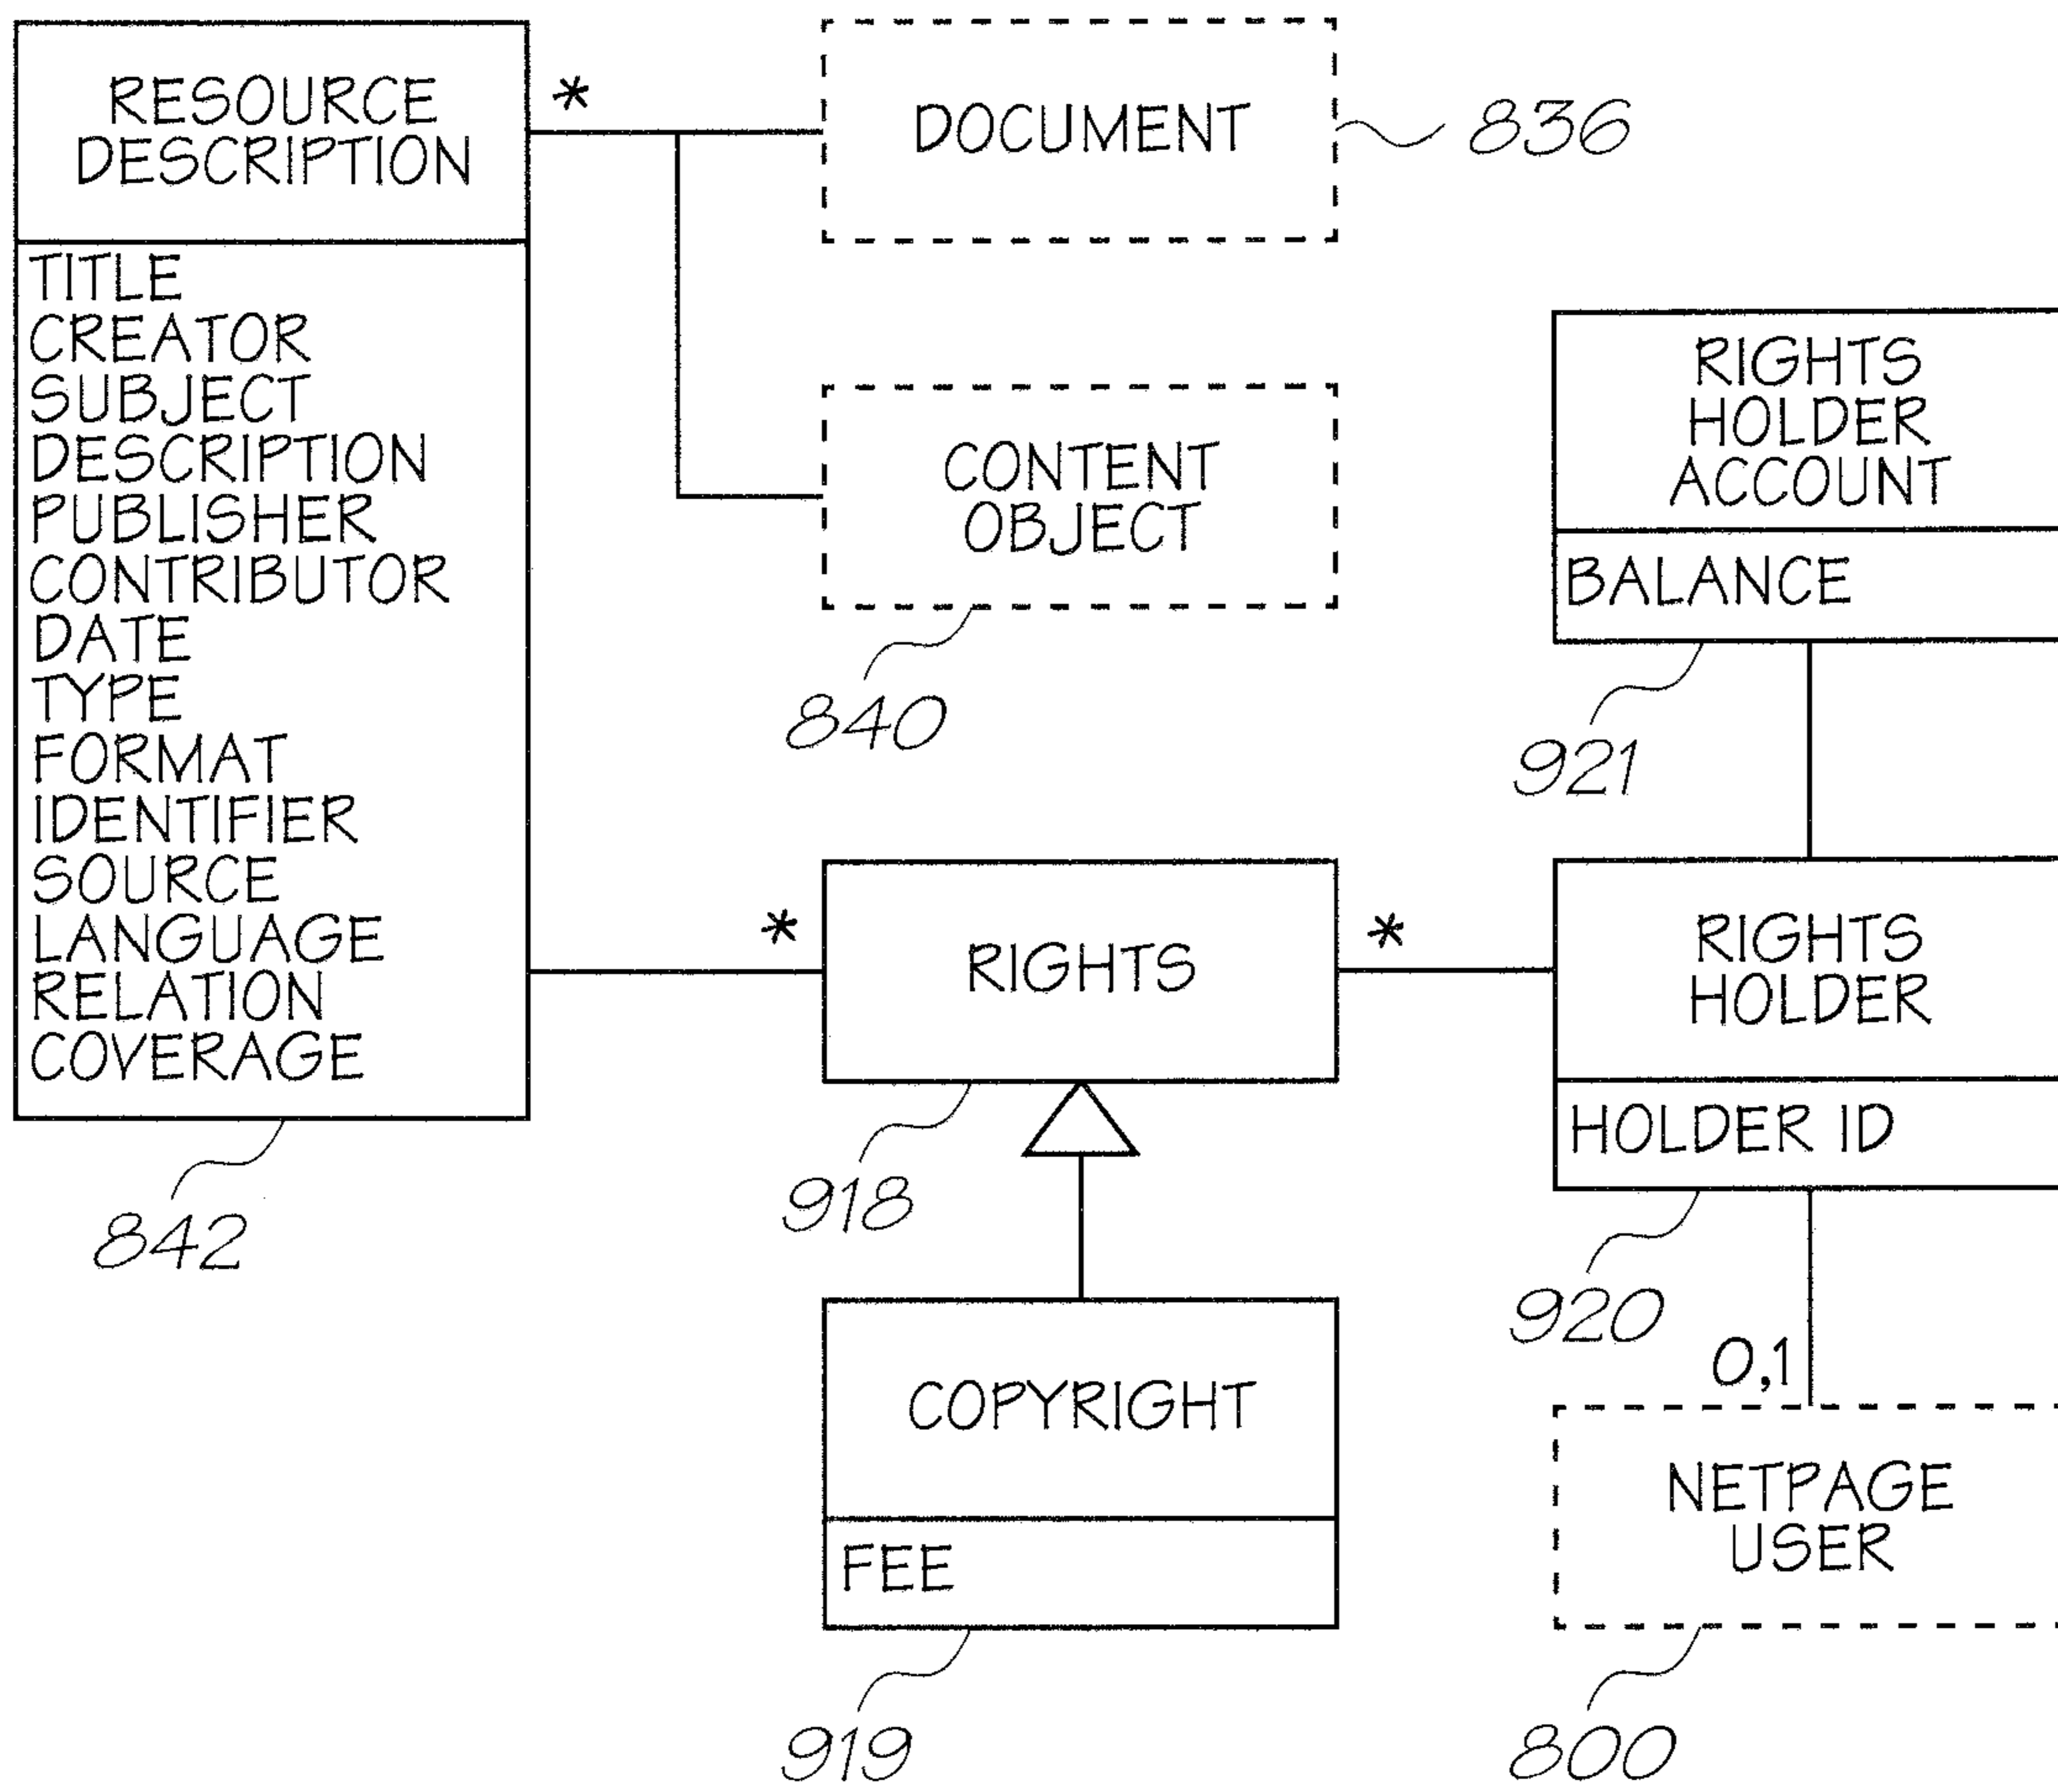 RESOURCE
DESCRIPTION
*
TITLE
CREATOR
SUBJECT
DESCRIPTION
PUBLISHER
CONTRIBUTOR
DATE
TYPE
FORMAT
IDENTIFIER
SOURCE
LANGUAGE
RELATION
COVERAGE
842
DOCUMENT
836
CONTENT
OBJECT
840
RIGHTS
HOLDER
ACCOUNT
BALANCE
921
*
RIGHTS
*
918
RIGHTS
HOLDER
HOLDER ID
920
0,1
COPYRIGHT
FEE
919
NETPAGE
USER
800